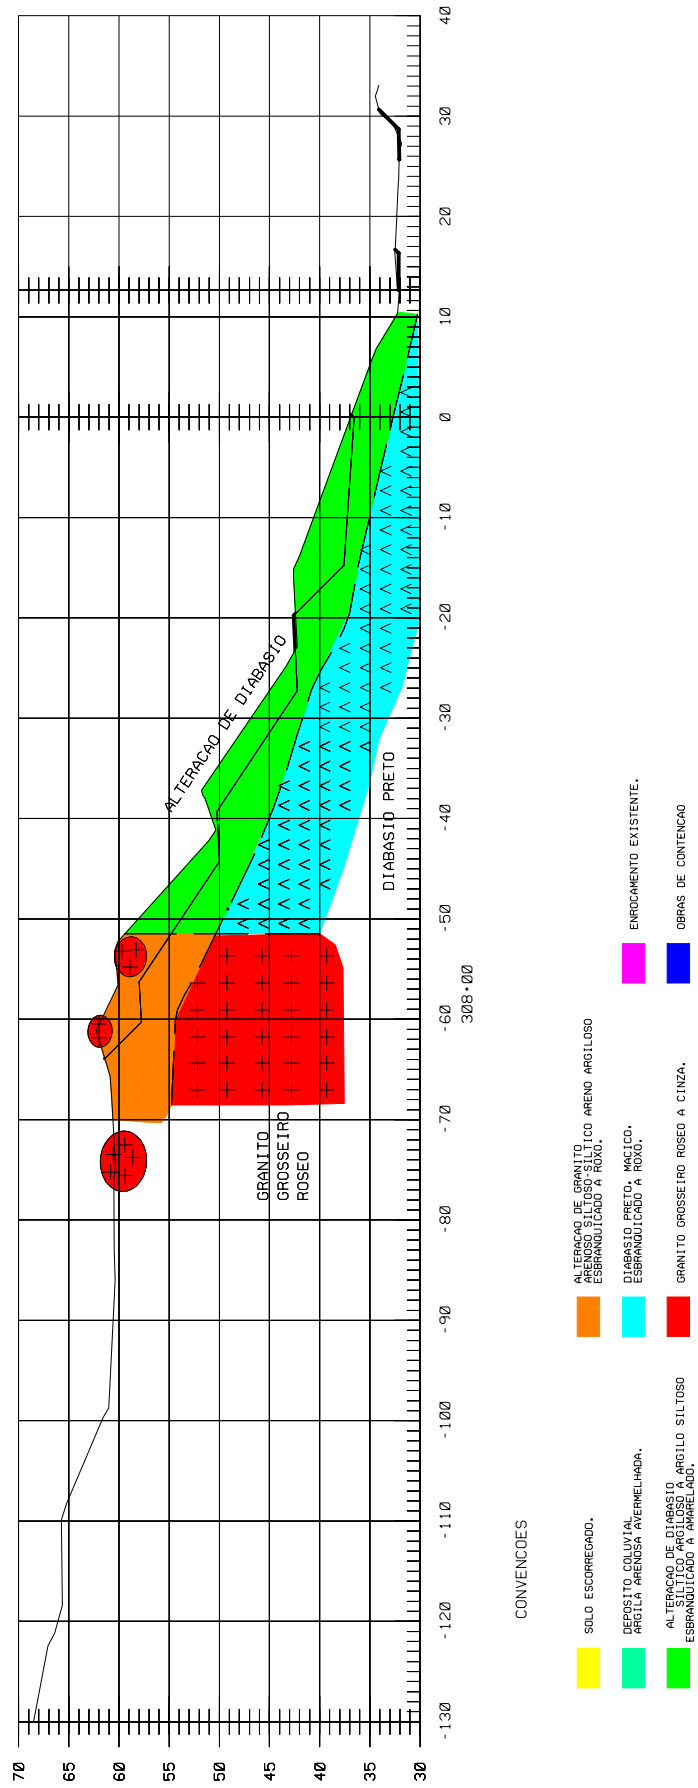 70
65
60
55
50
45
40
35
30
-130
-120
-110
-100
-90
-80
-70
-60
-50
-40
-30
-20
-10
0
10
20
30
40
308+00
ALTERACAO DE DIABASIO
DIABASIO PRETO
GRANITO
GROSSEIRO
ROSEO
CONVENCOES
SOLO ESCORREGADO.
DEPOSITO COLUVIAL
ARGILA ARENOSA AVERMELHADA.
ALTERACAO DE DIABASIO
SILTICO ARGILOSO A ARGILO SILTOSO
ESBRANQUICADO A AMARELADO.
ALTERACAO DE GRANITO
ARENOSO SILTOSO-SILTICO ARENO ARGILOSO
ESBRANQUICADO A ROXO.
DIABASIO PRETO, MACICO.
ESBRANQUICADO A ROXO.
GRANITO GROSSEIRO ROSEO A CINZA.
ENROCAMENTO EXISTENTE.
OBRAS DE CONTENCAO